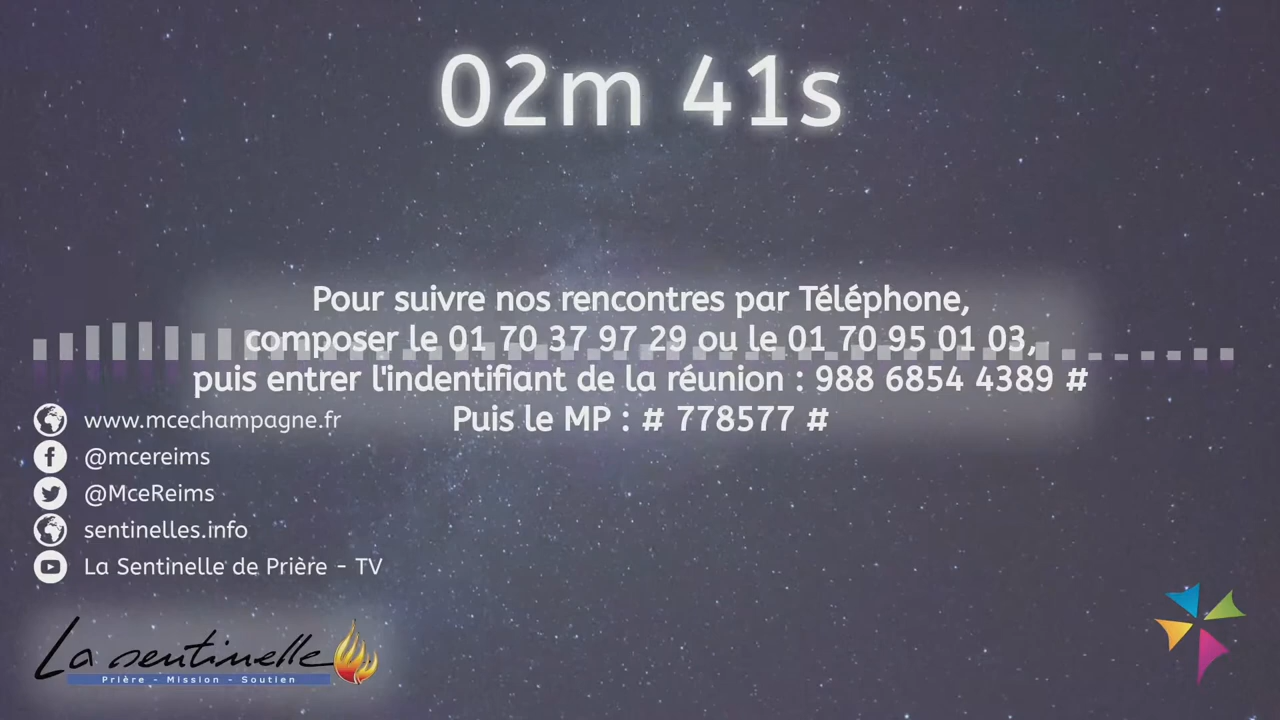 02m 41s
Pour suivre nos rencontres par Téléphone,
composer le 01 70 37 97 29 ou le 01 70 95 01 03,
puis entrer l'indentifiant de la réunion : 988 6854 4389 #
Puis le MP : # 778577 #
www.mcechampagne.fr
@mcereims
@MceReims
sentinelles.info
La Sentinelle de Prière - TV
La sentinelle
Prière - Mission - Soutien